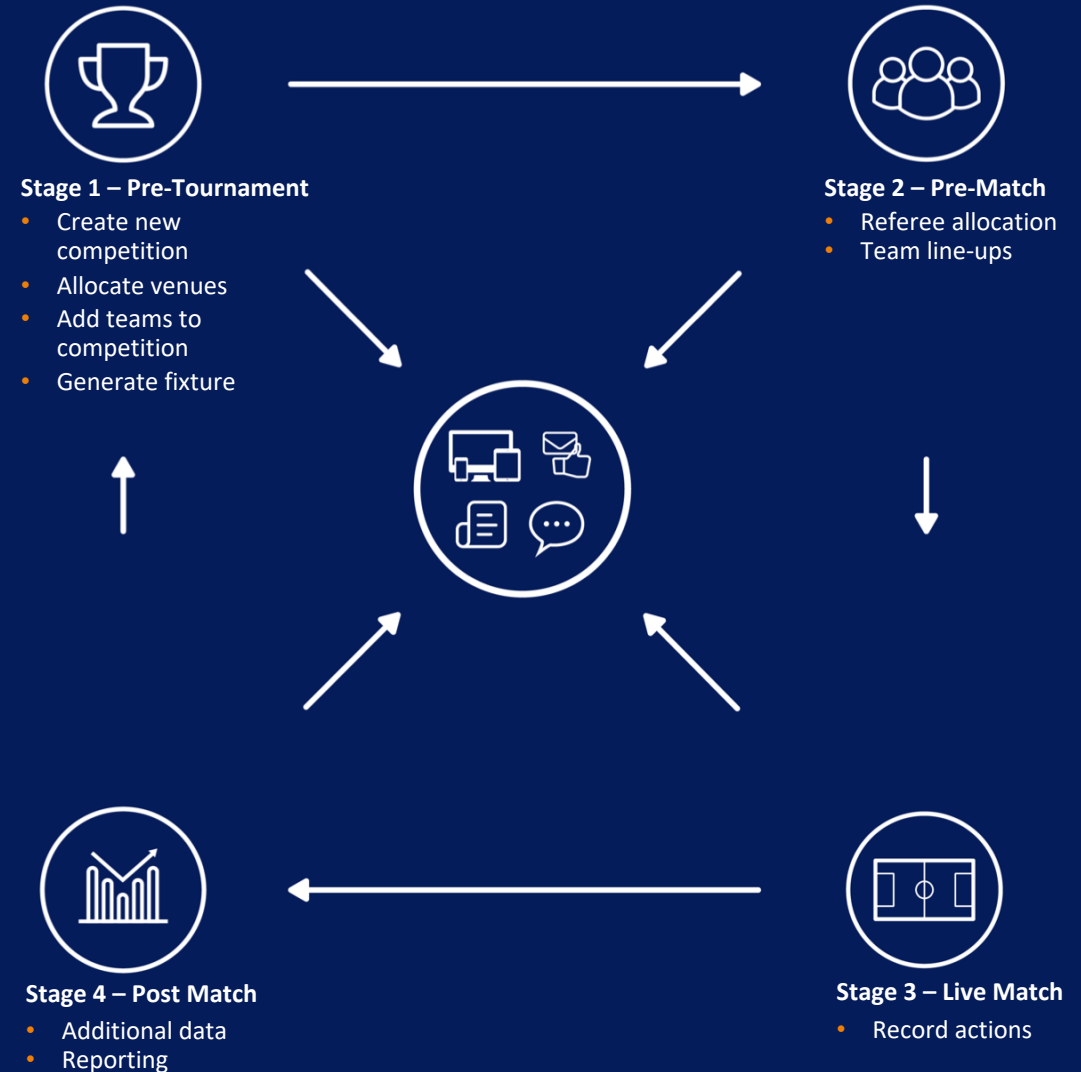 Stage 1 – Pre-Tournament
• Create new
competition
• Allocate venues
• Add teams to
competition
• Generate fixture
Stage 2 – Pre-Match
• Referee allocation
• Team line-ups
Stage 4 – Post Match
• Additional data
• Reporting
Stage 3 – Live Match
• Record actions